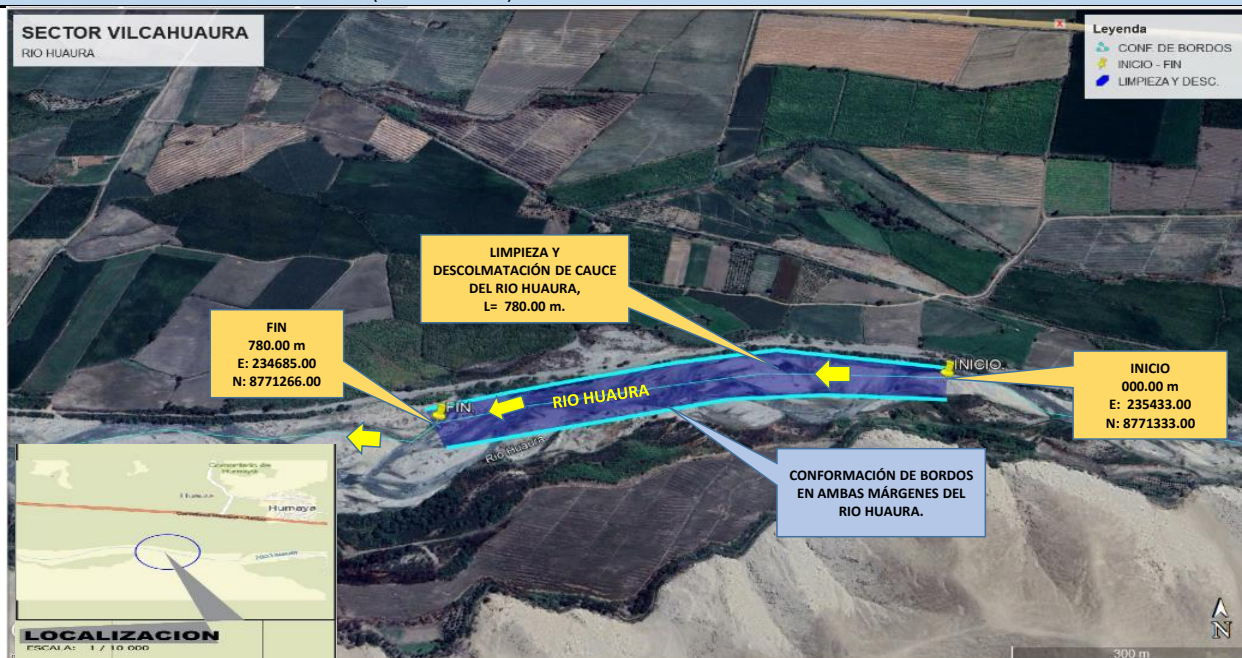 SECTOR VILCAHUAURA
RIO HUAURA
Leyenda
CONF. DE BORDOS
INICIO - FIN
LIMPIEZA Y DESC.
LIMPIEZA Y
DESCOLMATACIÓN DE CAUCE
DEL RIO HUAURA,
L= 780.00 m.
FIN
780.00 m
E: 234685.00
N: 8771266.00
INICIO
INICIO
000.00 m
E: 235433.00
N: 8771333.00
FIN
RIO HUAURA
Rio Huaura
CONFORMACIÓN DE BORDOS
EN AMBAS MÁRGENES DEL
RIO HUAURA.
Cementerio de
Humaya
Humaya
LOCALIZACION
ESCALA: 1 / 10 000
N
300 m